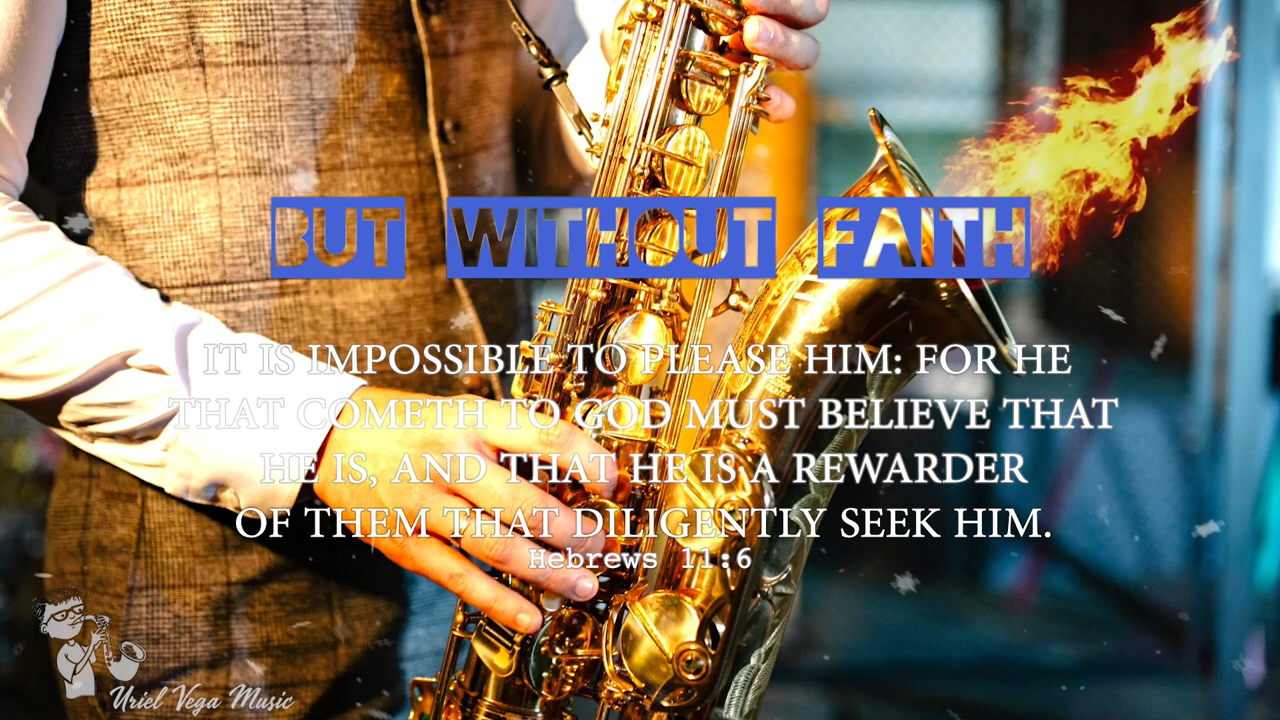 BUT WITHOUT FAITH
IT IS IMPOSSIBLE TO PLEASE HIM: FOR HE
THAT COMETH TO GOD MUST BELIEVE THAT
HE IS, AND THAT HE IS A REWARDER
OF THEM THAT DILIGENTLY SEEK HIM.
Hebrews 11:6
Uriel Vega Music